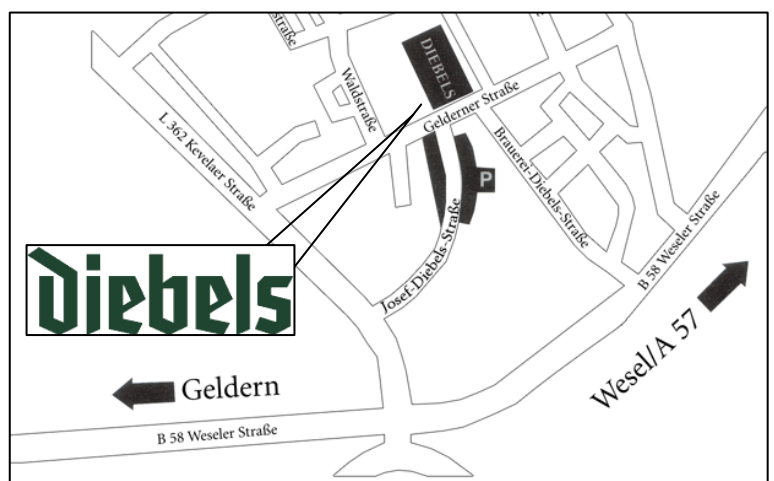 straße
DIEBELS
Waldstraße
Gelderner Straße
L 362 Kevelaer Straße
Brauerei-Diebels-Straße
P
Josef-Diebels-Straße
B 58 Weseler Straße
Diebels
Wesel/A 57
Geldern
B 58 Weseler Straße